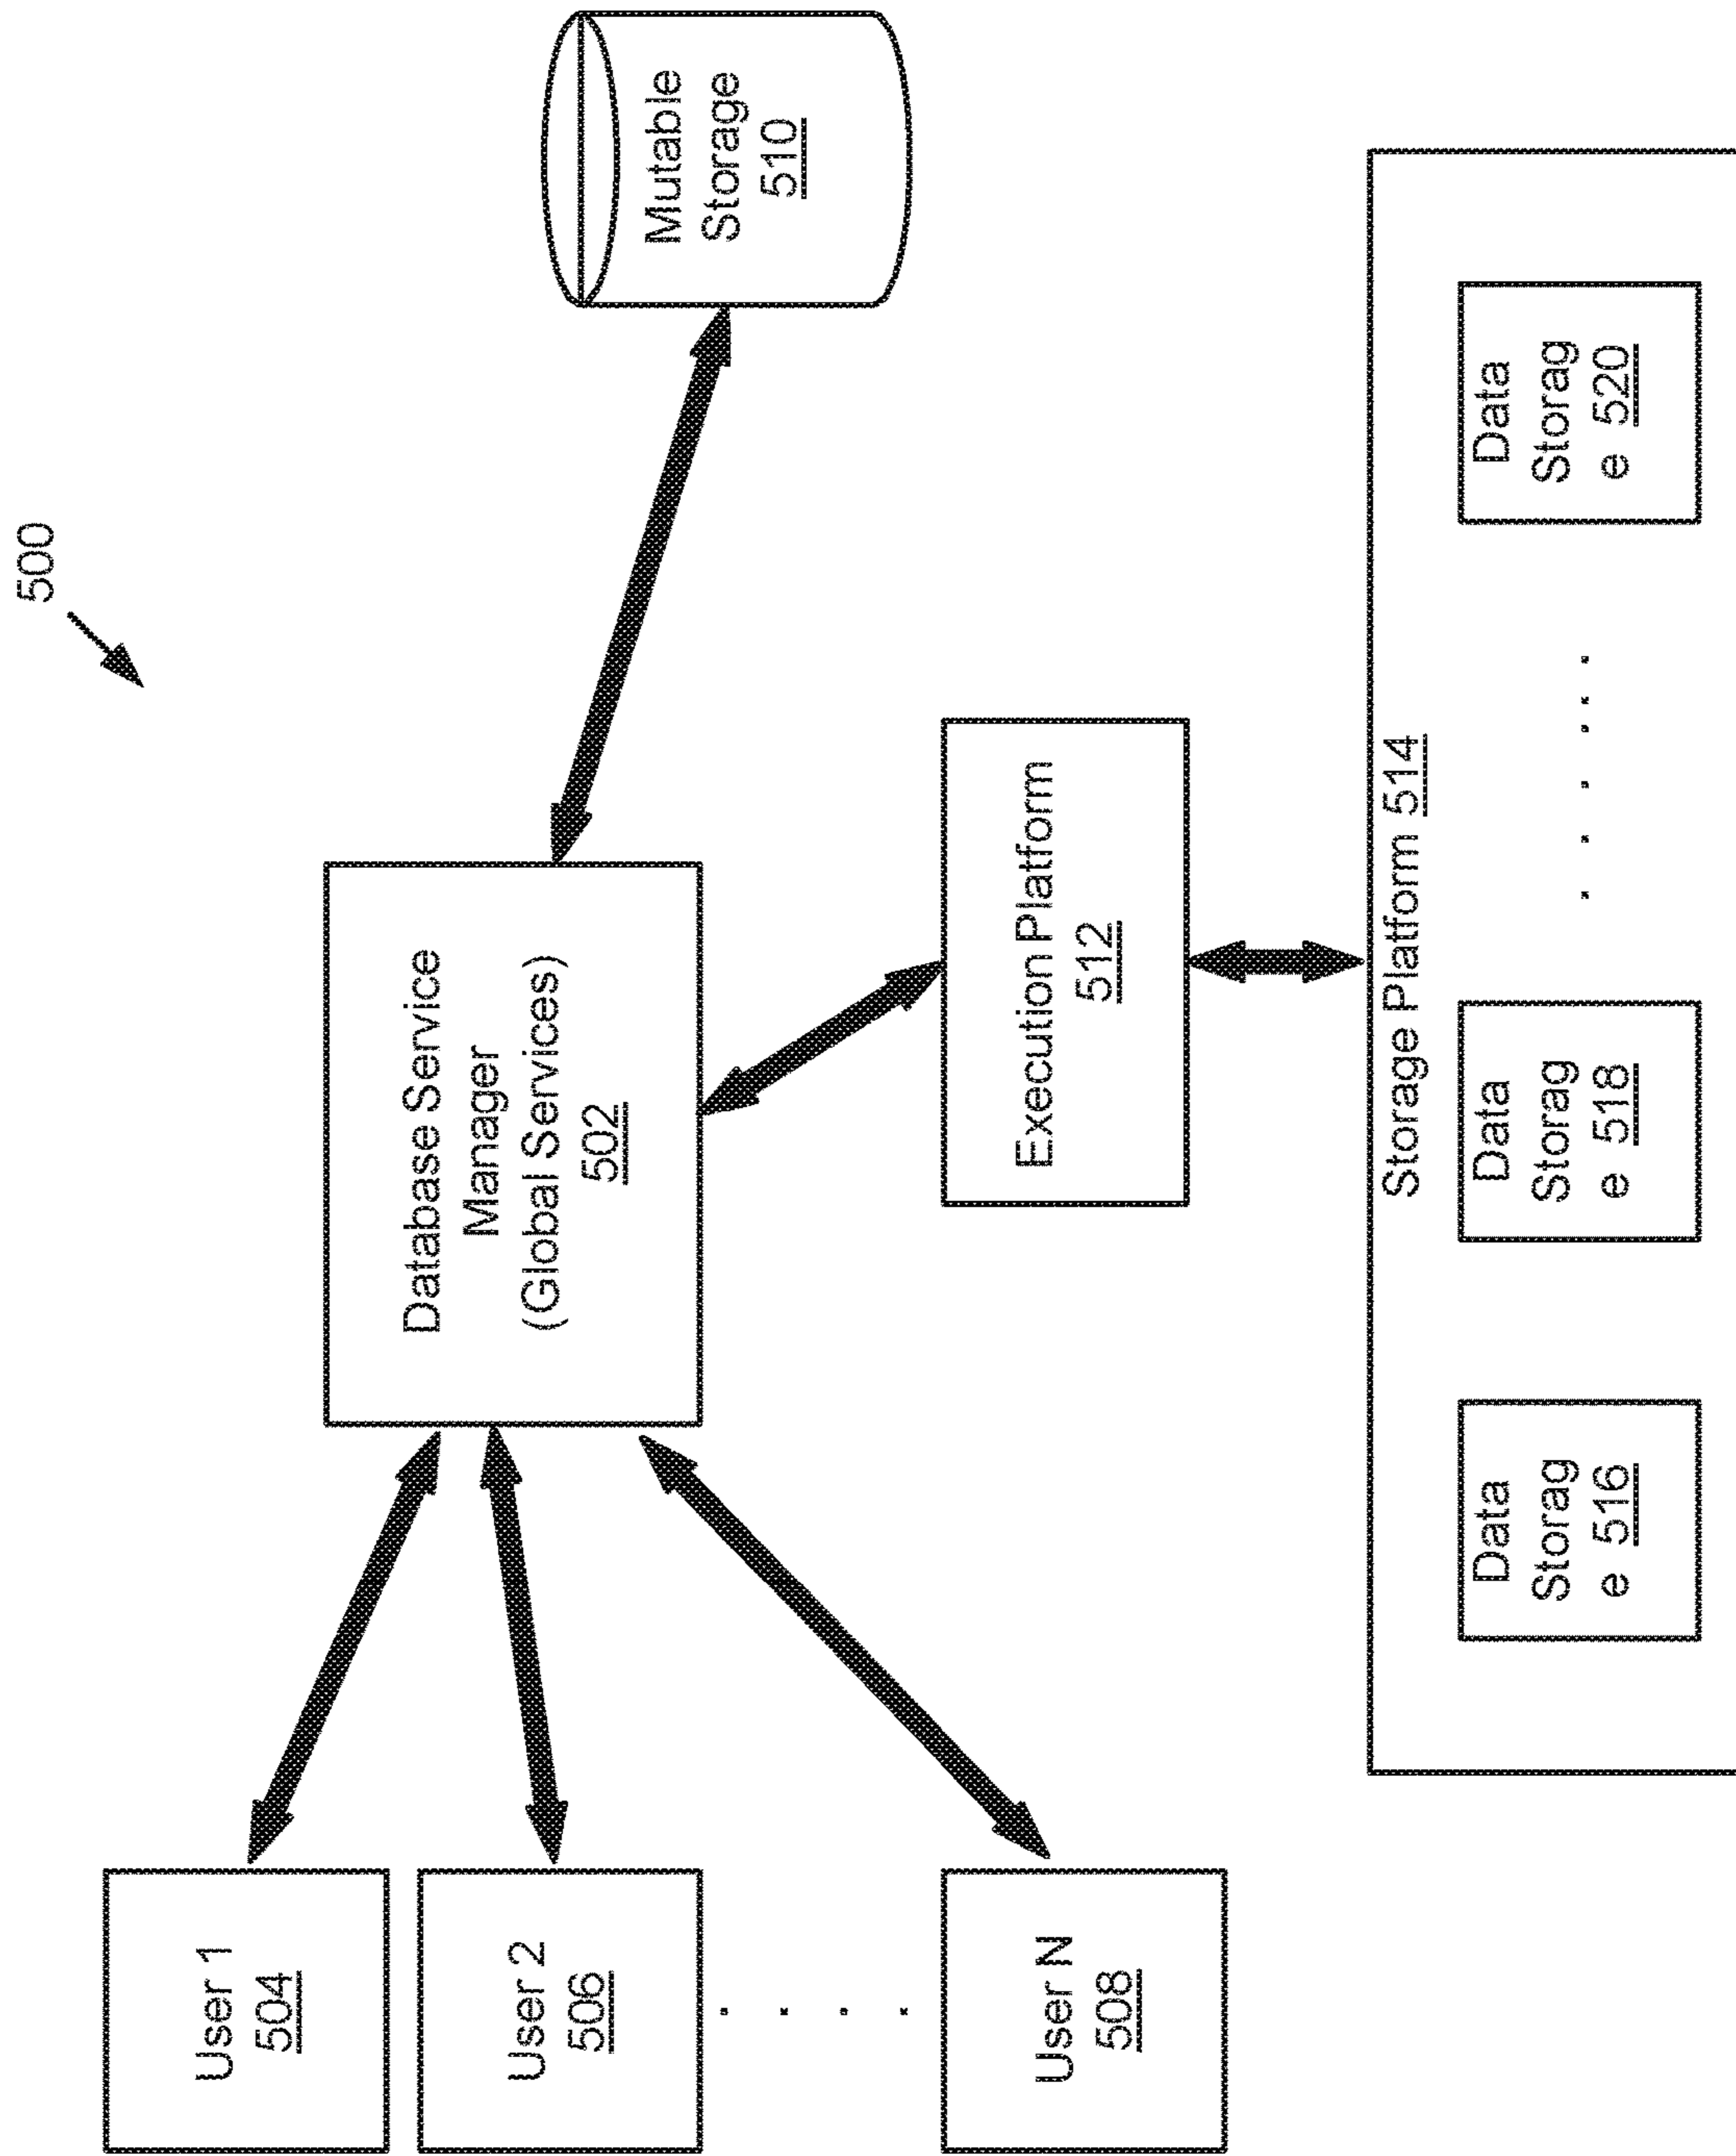 500
User 1
504
User 2
506
User N
508
Database Service
Manager
(Global Services)
502
Mutable
Storage
510
Execution Platform
512
Storage Platform 514
Data
Storag
e 516
Data
Storag
e 518
Data
Storag
e 520